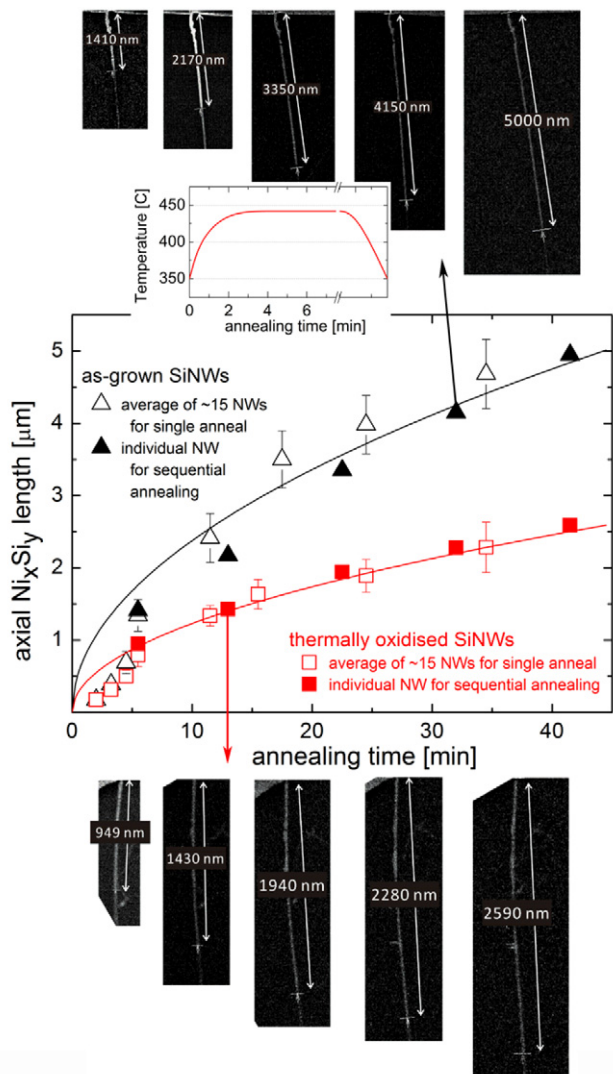 1410 nm
2170 nm
3350 nm
4150 nm
5000 nm
Temperature [C]
450
400
350
0 2 4 6
annealing time [min]
axial NixSiy length [µm]
5
4
3
2
1
as-grown SiNWs
average of ~15 NWs
for single anneal
individual NW
for sequential
annealing
thermally oxidised SiNWs
average of ~15 NWs for single anneal
individual NW for sequential annealing
0 10 20 30 40
annealing time [min]
949 nm
1430 nm
1940 nm
2280 nm
2590 nm